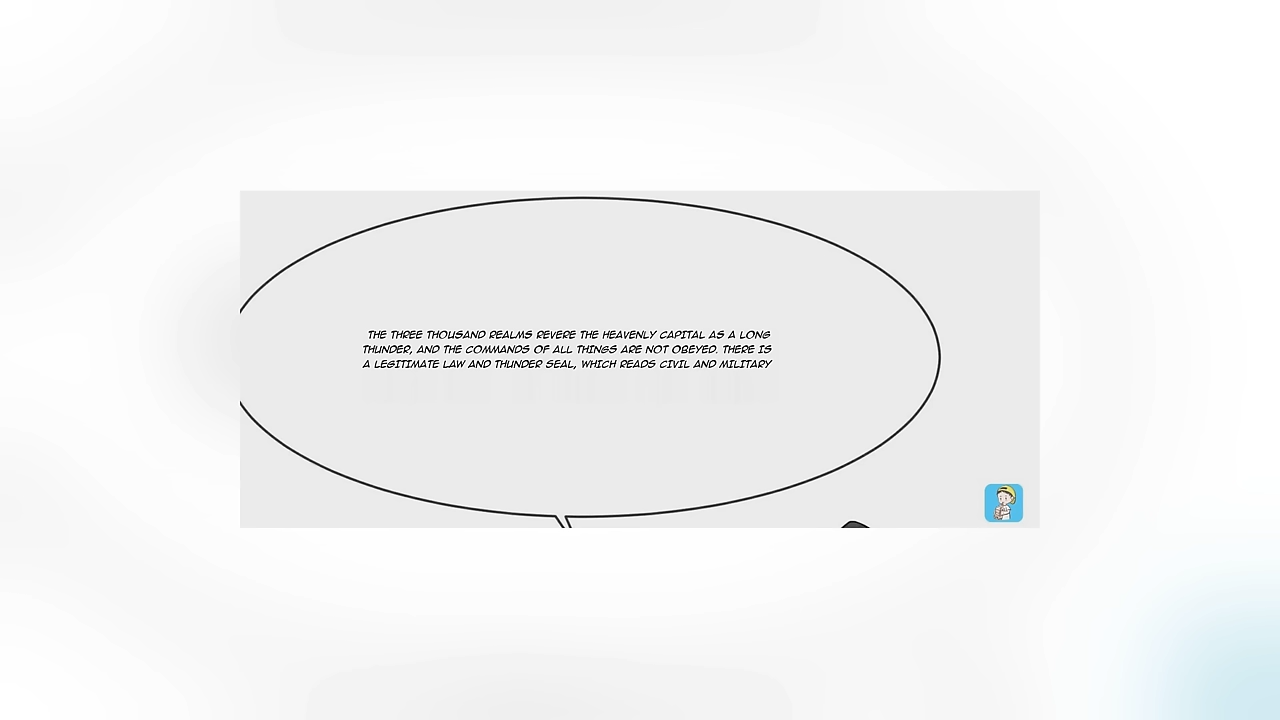 THE THREE THOUSAND REALMS REVERE THE HEAVENLY CAPITAL AS A LONG
THUNDER, AND THE COMMANDS OF ALL THINGS ARE NOT OBEYED. THERE IS
A LEGITIMATE LAW AND THUNDER SEAL, WHICH READS CIVIL AND MILITARY